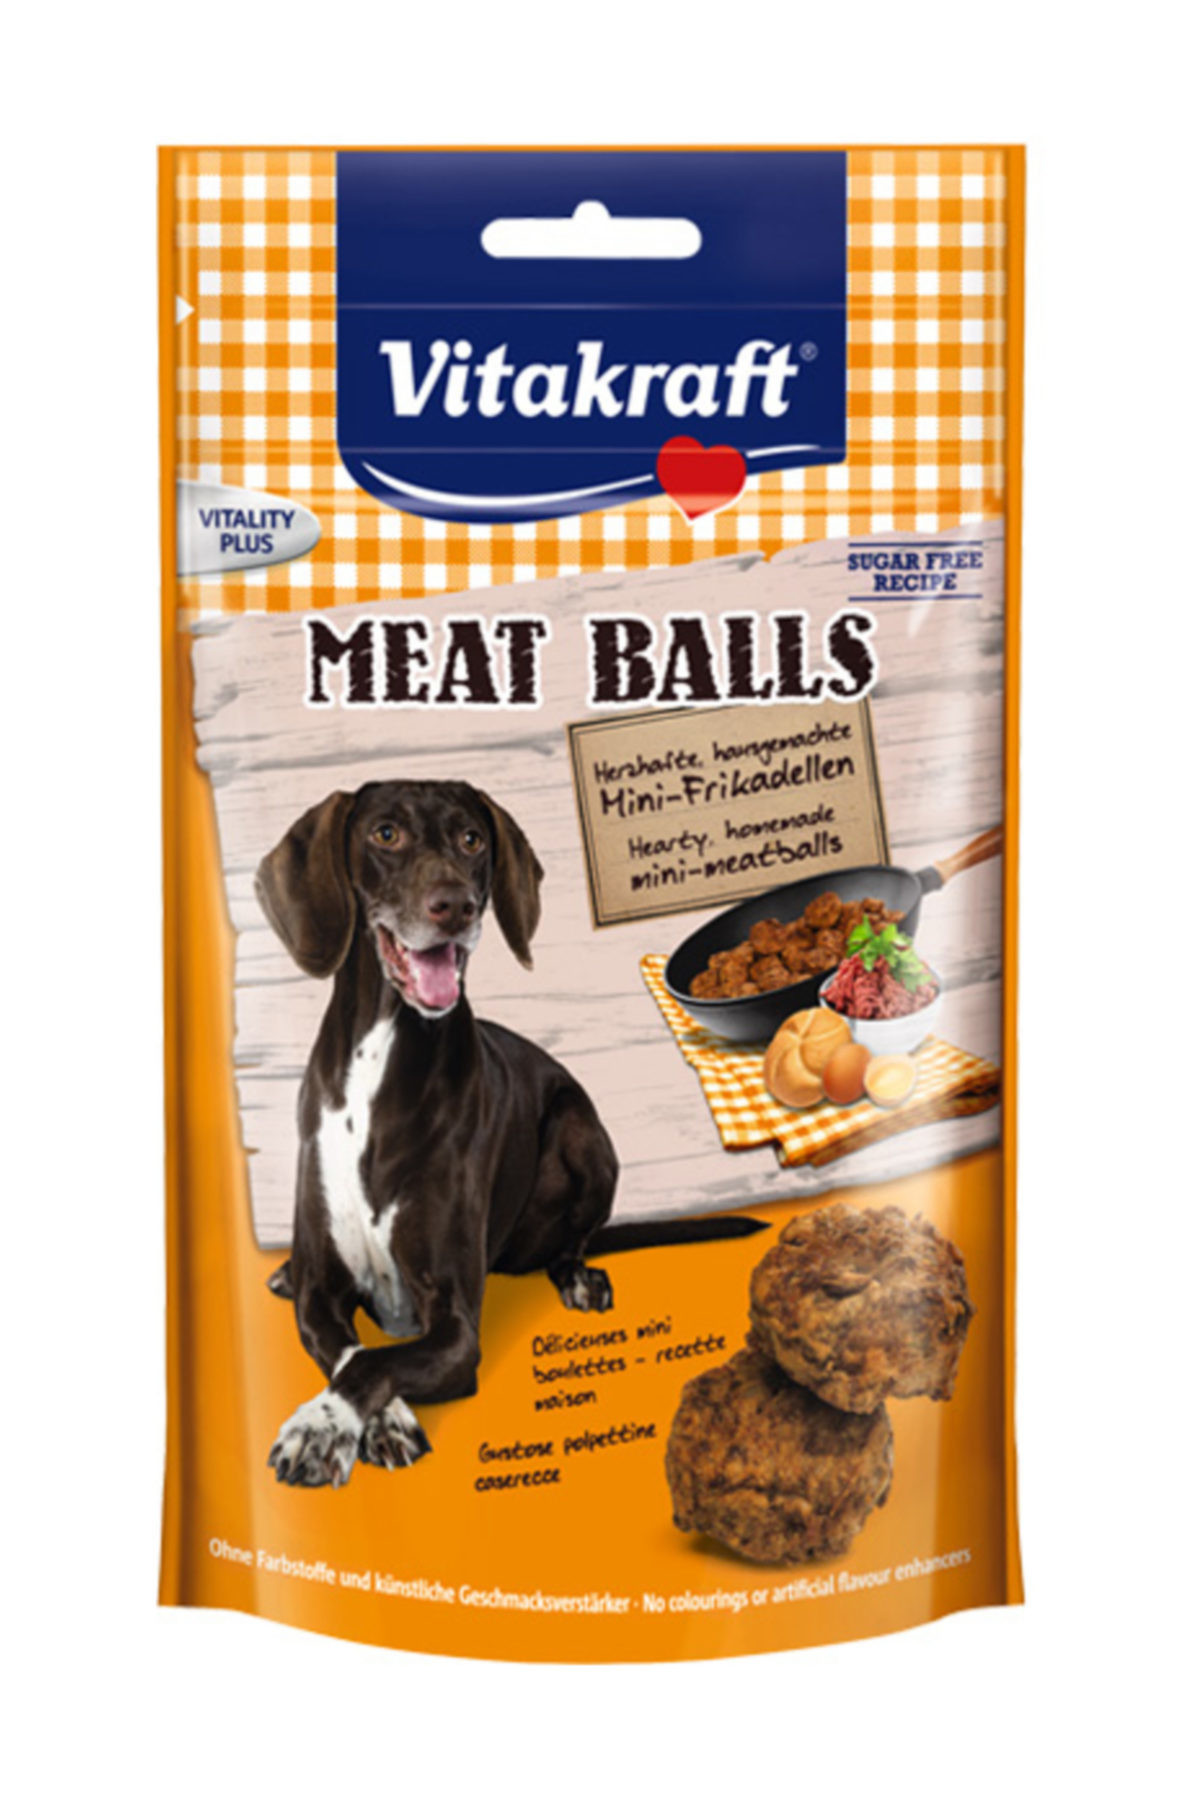 Vitakraft®
VITALITY
PLUS
SUGAR FREE
RECIPE
MEAT BALLS
Herzhafte, hausgemachte
Mini-Frikadellen
Hearty, homemade
mini-meatballs
Délicieuses mini
boulettes - recette
maison
Gustose polpettine
caserecce
Ohne Farbstoffe und künstliche Geschmacksverstärker · No colourings or artificial flavour enhancers